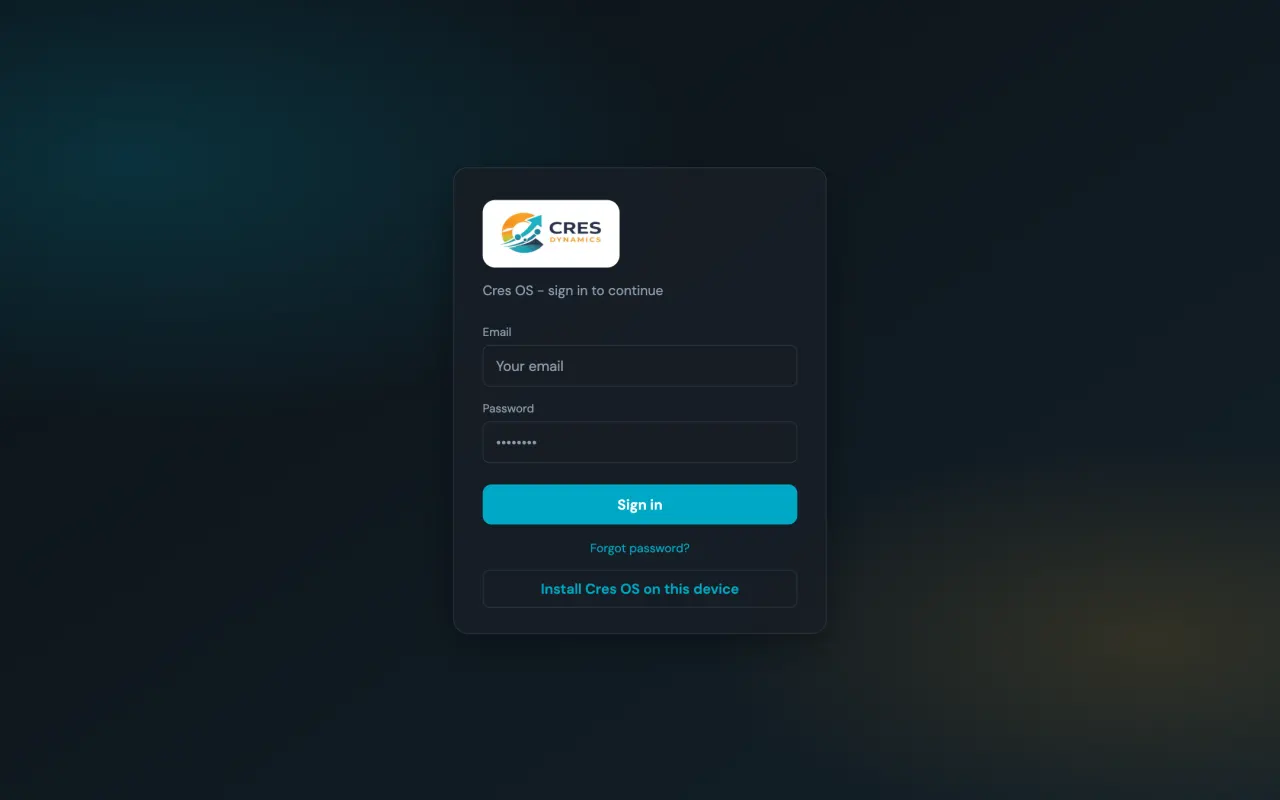 CRES
DYNAMICS
Cres OS - sign in to continue
Email
Your email
Password
••••••••
Sign in
Forgot password?
Install Cres OS on this device